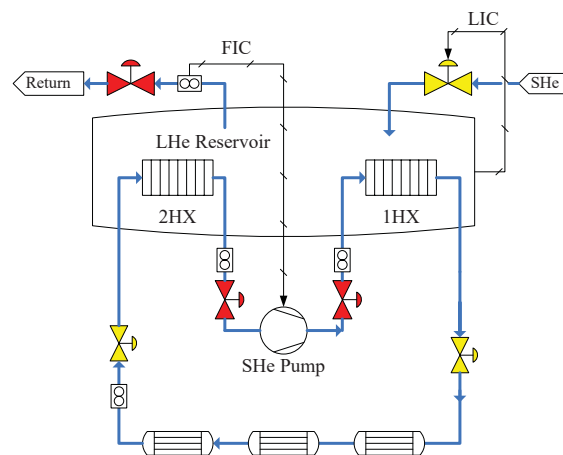 FIC
LIC
Return
SHe
LHe Reservoir
2HX
1HX
SHe Pump